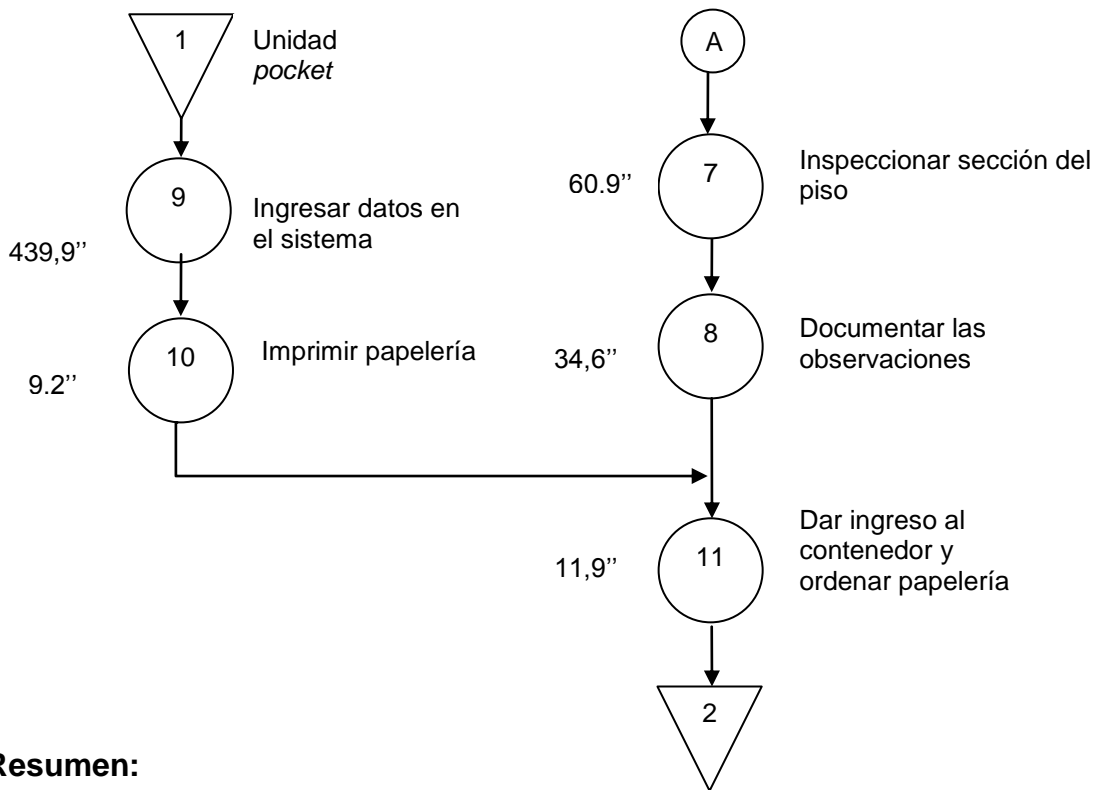 1
Unidad
pocket
9
Ingresar datos en
el sistema
439,9’’
10
Imprimir papelería
9.2’’
A
7
Inspeccionar sección del
piso
60.9’’
8
Documentar las
observaciones
34,6’’
11
Dar ingreso al
contenedor y
ordenar papelería
11,9’’
2
Resumen: